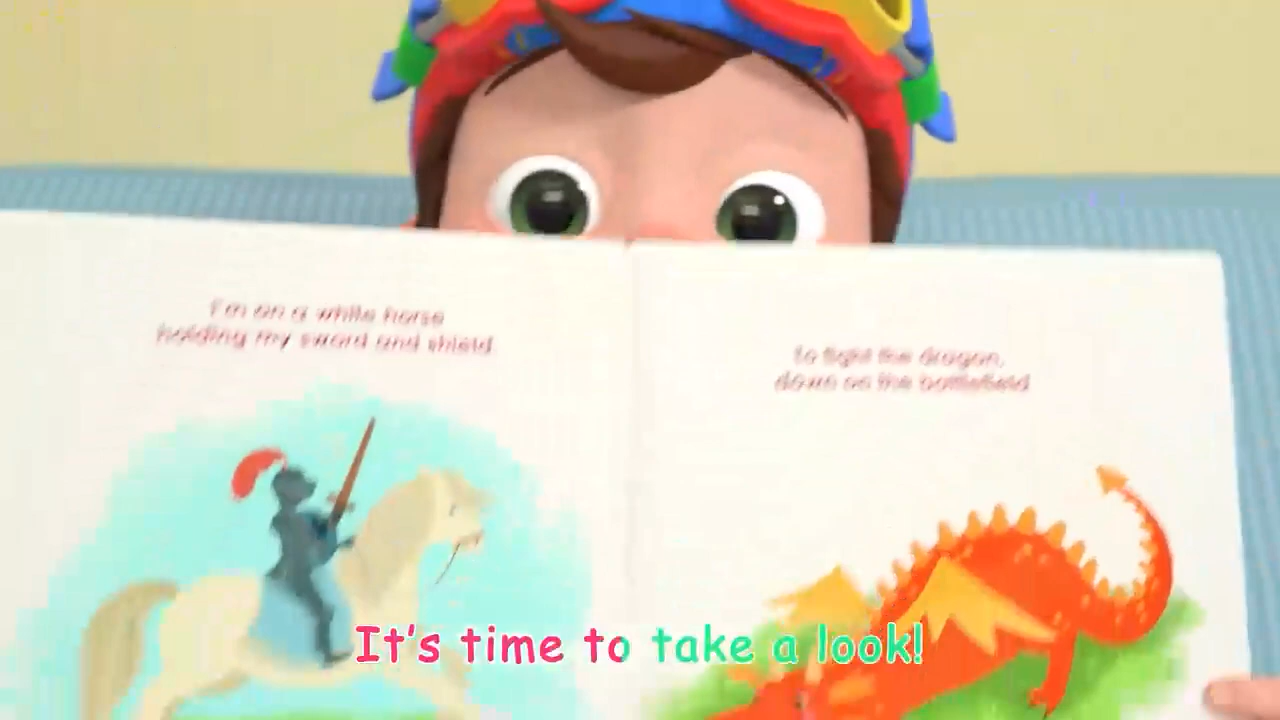 I'm on a white horse
holding my sword and shield
to fight the dragon,
down on the battlefield
It's time to take a look!